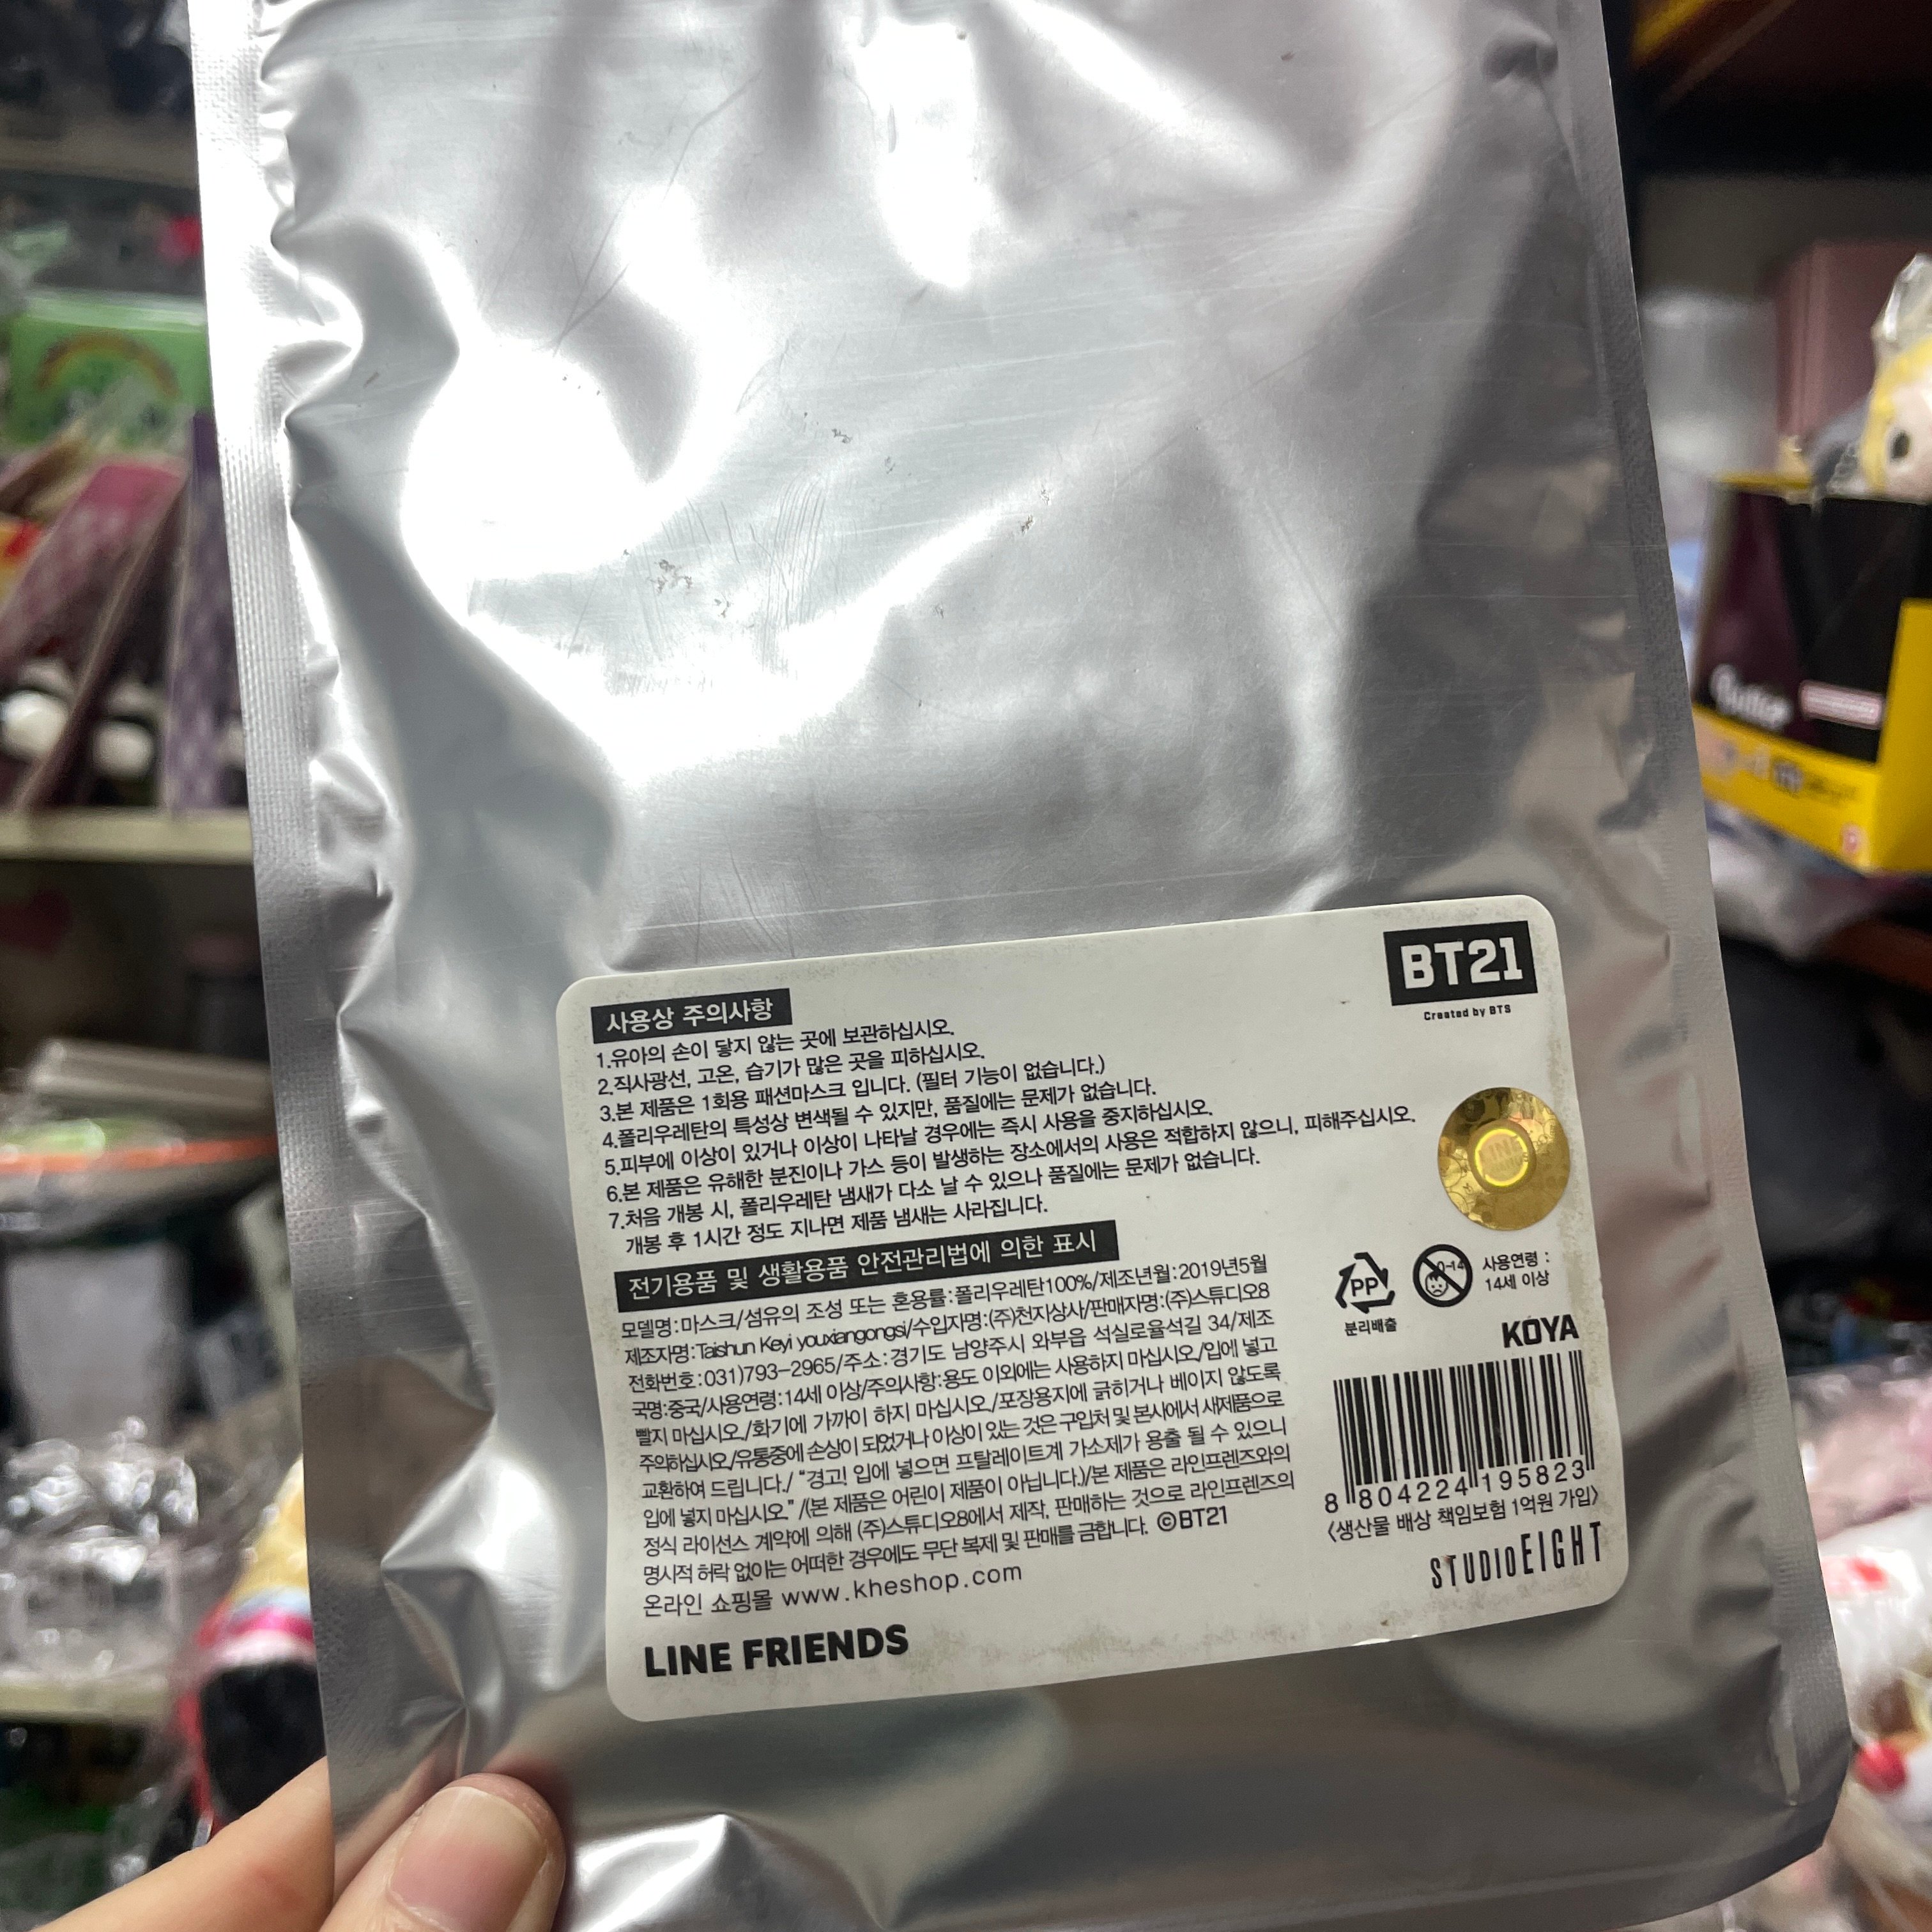 BT21
Created by BTS
사용상 주의사항
1.유아의 손이 닿지 않는 곳에 보관하십시오.
2.직사광선, 고온, 습기가 많은 곳을 피하십시오.
3.본 제품은 1회용 패션마스크 입니다. (필터 기능이 없습니다.)
4.폴리우레탄의 특성상 변색될 수 있지만, 품질에는 문제가 없습니다.
5.피부에 이상이 있거나 이상이 나타날 경우에는 즉시 사용을 중지하십시오.
6.본 제품은 유해한 분진이나 가스 등이 발생하는 장소에서의 사용은 적합하지 않으니, 피해주십시오.
7.처음 개봉 시, 폴리우레탄 냄새가 다소 날 수 있으나 품질에는 문제가 없습니다.
개봉 후 1시간 정도 지나면 제품 냄새는 사라집니다.
전기용품 및 생활용품 안전관리법에 의한 표시
모델명:마스크/섬유의 조성 또는 혼용률:폴리우레탄100%/제조년월:2019년5월
제조자명:Taishun Keyi youxiangongsi/수입자명:(주)천지상사/판매자명:(주)스튜디오8
전화번호:031)793-2965/주소:경기도 남양주시 와부읍 석실로율석길 34/제조
국명:중국/사용연령:14세 이상/주의사항:용도 이외에는 사용하지 마십시오/입에 넣고
빨지 마십시오./화기에 가까이 하지 마십시오./포장용지에 긁히거나 베이지 않도록
주의하십시오./유통중에 손상이 되었거나 이상이 있는 것은 구입처 및 본사에서 새제품으로
교환하여 드립니다./ "경고! 입에 넣으면 프탈레이트계 가소제가 용출 될 수 있으니
입에 넣지 마십시오." /(본 제품은 어린이 제품이 아닙니다.)/본 제품은 라인프렌즈와의
정식 라이선스 계약에 의해 (주)스튜디오8에서 제작, 판매하는 것으로 라인프렌즈의
명시적 허락 없이는 어떠한 경우에도 무단 복제 및 판매를 금합니다. ©BT21
온라인 쇼핑몰 www.kheshop.com
LINE FRIENDS
LINE
PP
분리배출
0-14
사용연령 :
14세 이상
KOYA
8 804224 195823
<생산물 배상 책임보험 1억원 가입>
STUDIO EIGHT